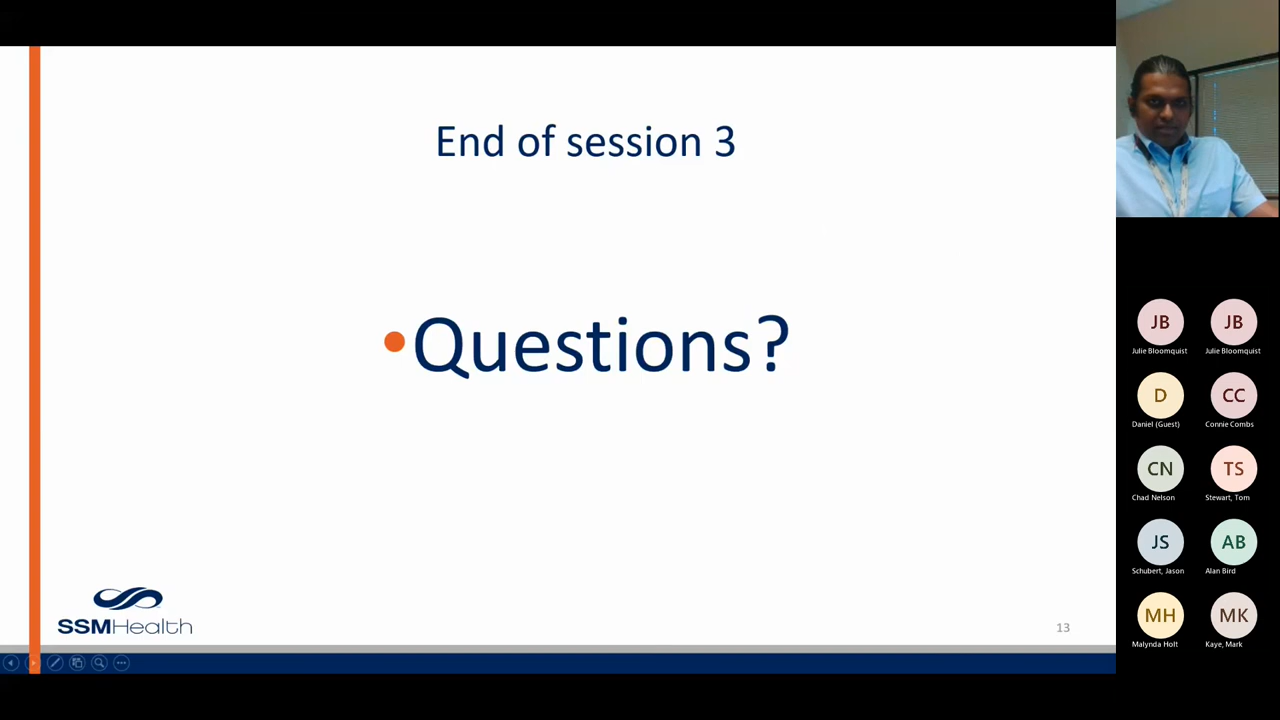 End of session 3
•Questions?
SSMHealth
13
JB
JB
Julie Bloomquist
Julie Bloomquist
D
CC
Daniel (Guest)
Connie Combs
CN
TS
Chad Nelson
Stewart, Tom
JS
AB
Schubert, Jason
Alan Bird
MH
MK
Malynda Holt
Kaye, Mark